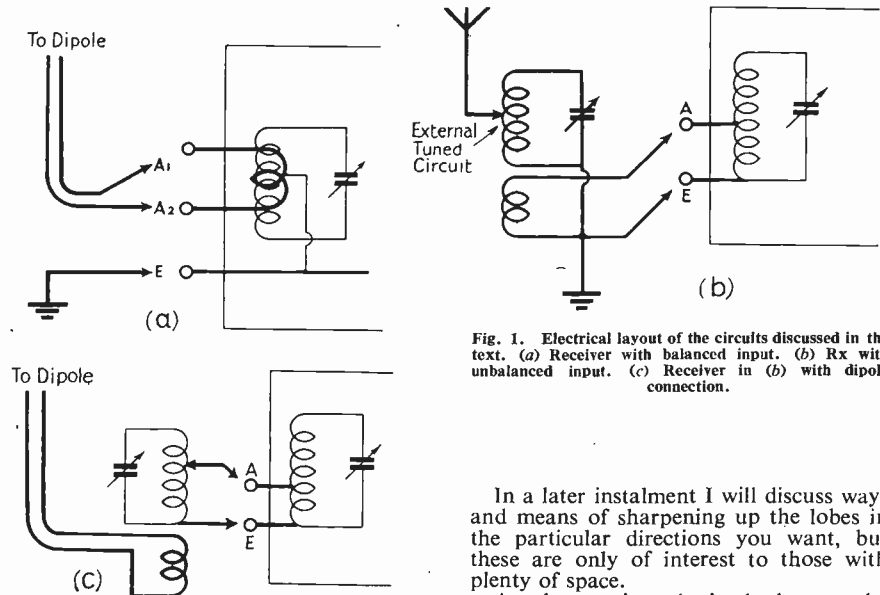 To Dipole
A1
A2
E
(a)
External
Tuned
Circuit
A
E
(b)
Fig. 1. Electrical layout of the circuits discussed in th
text. (a) Receiver with balanced input. (b) Rx wit
unbalanced input. (c) Receiver in (b) with dipol
connection.
To Dipole
A
E
(c)
In a later instalment I will discuss way
and means of sharpening up the lobes in
the particular directions you want, bu
these are only of interest to those with
plenty of space.